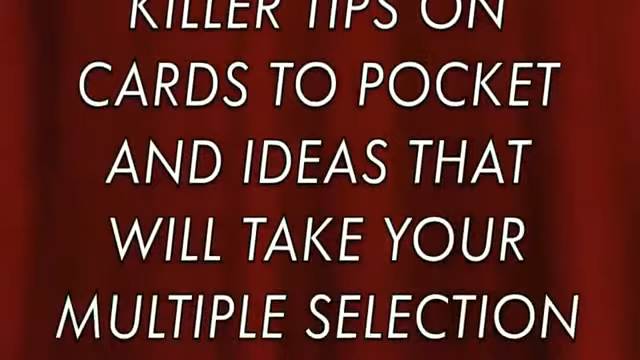 KILLER TIPS ON
CARDS TO POCKET
AND IDEAS THAT
WILL TAKE YOUR
MULTIPLE SELECTION